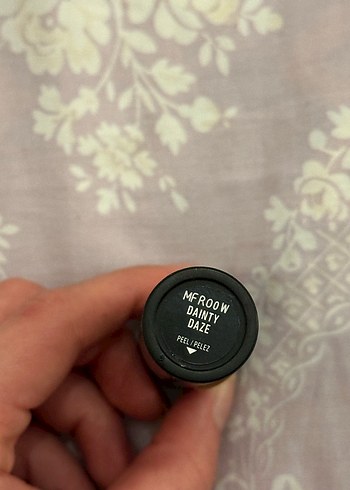 MFROOW
DAINTY
DAZE
PEEL / PELEZ